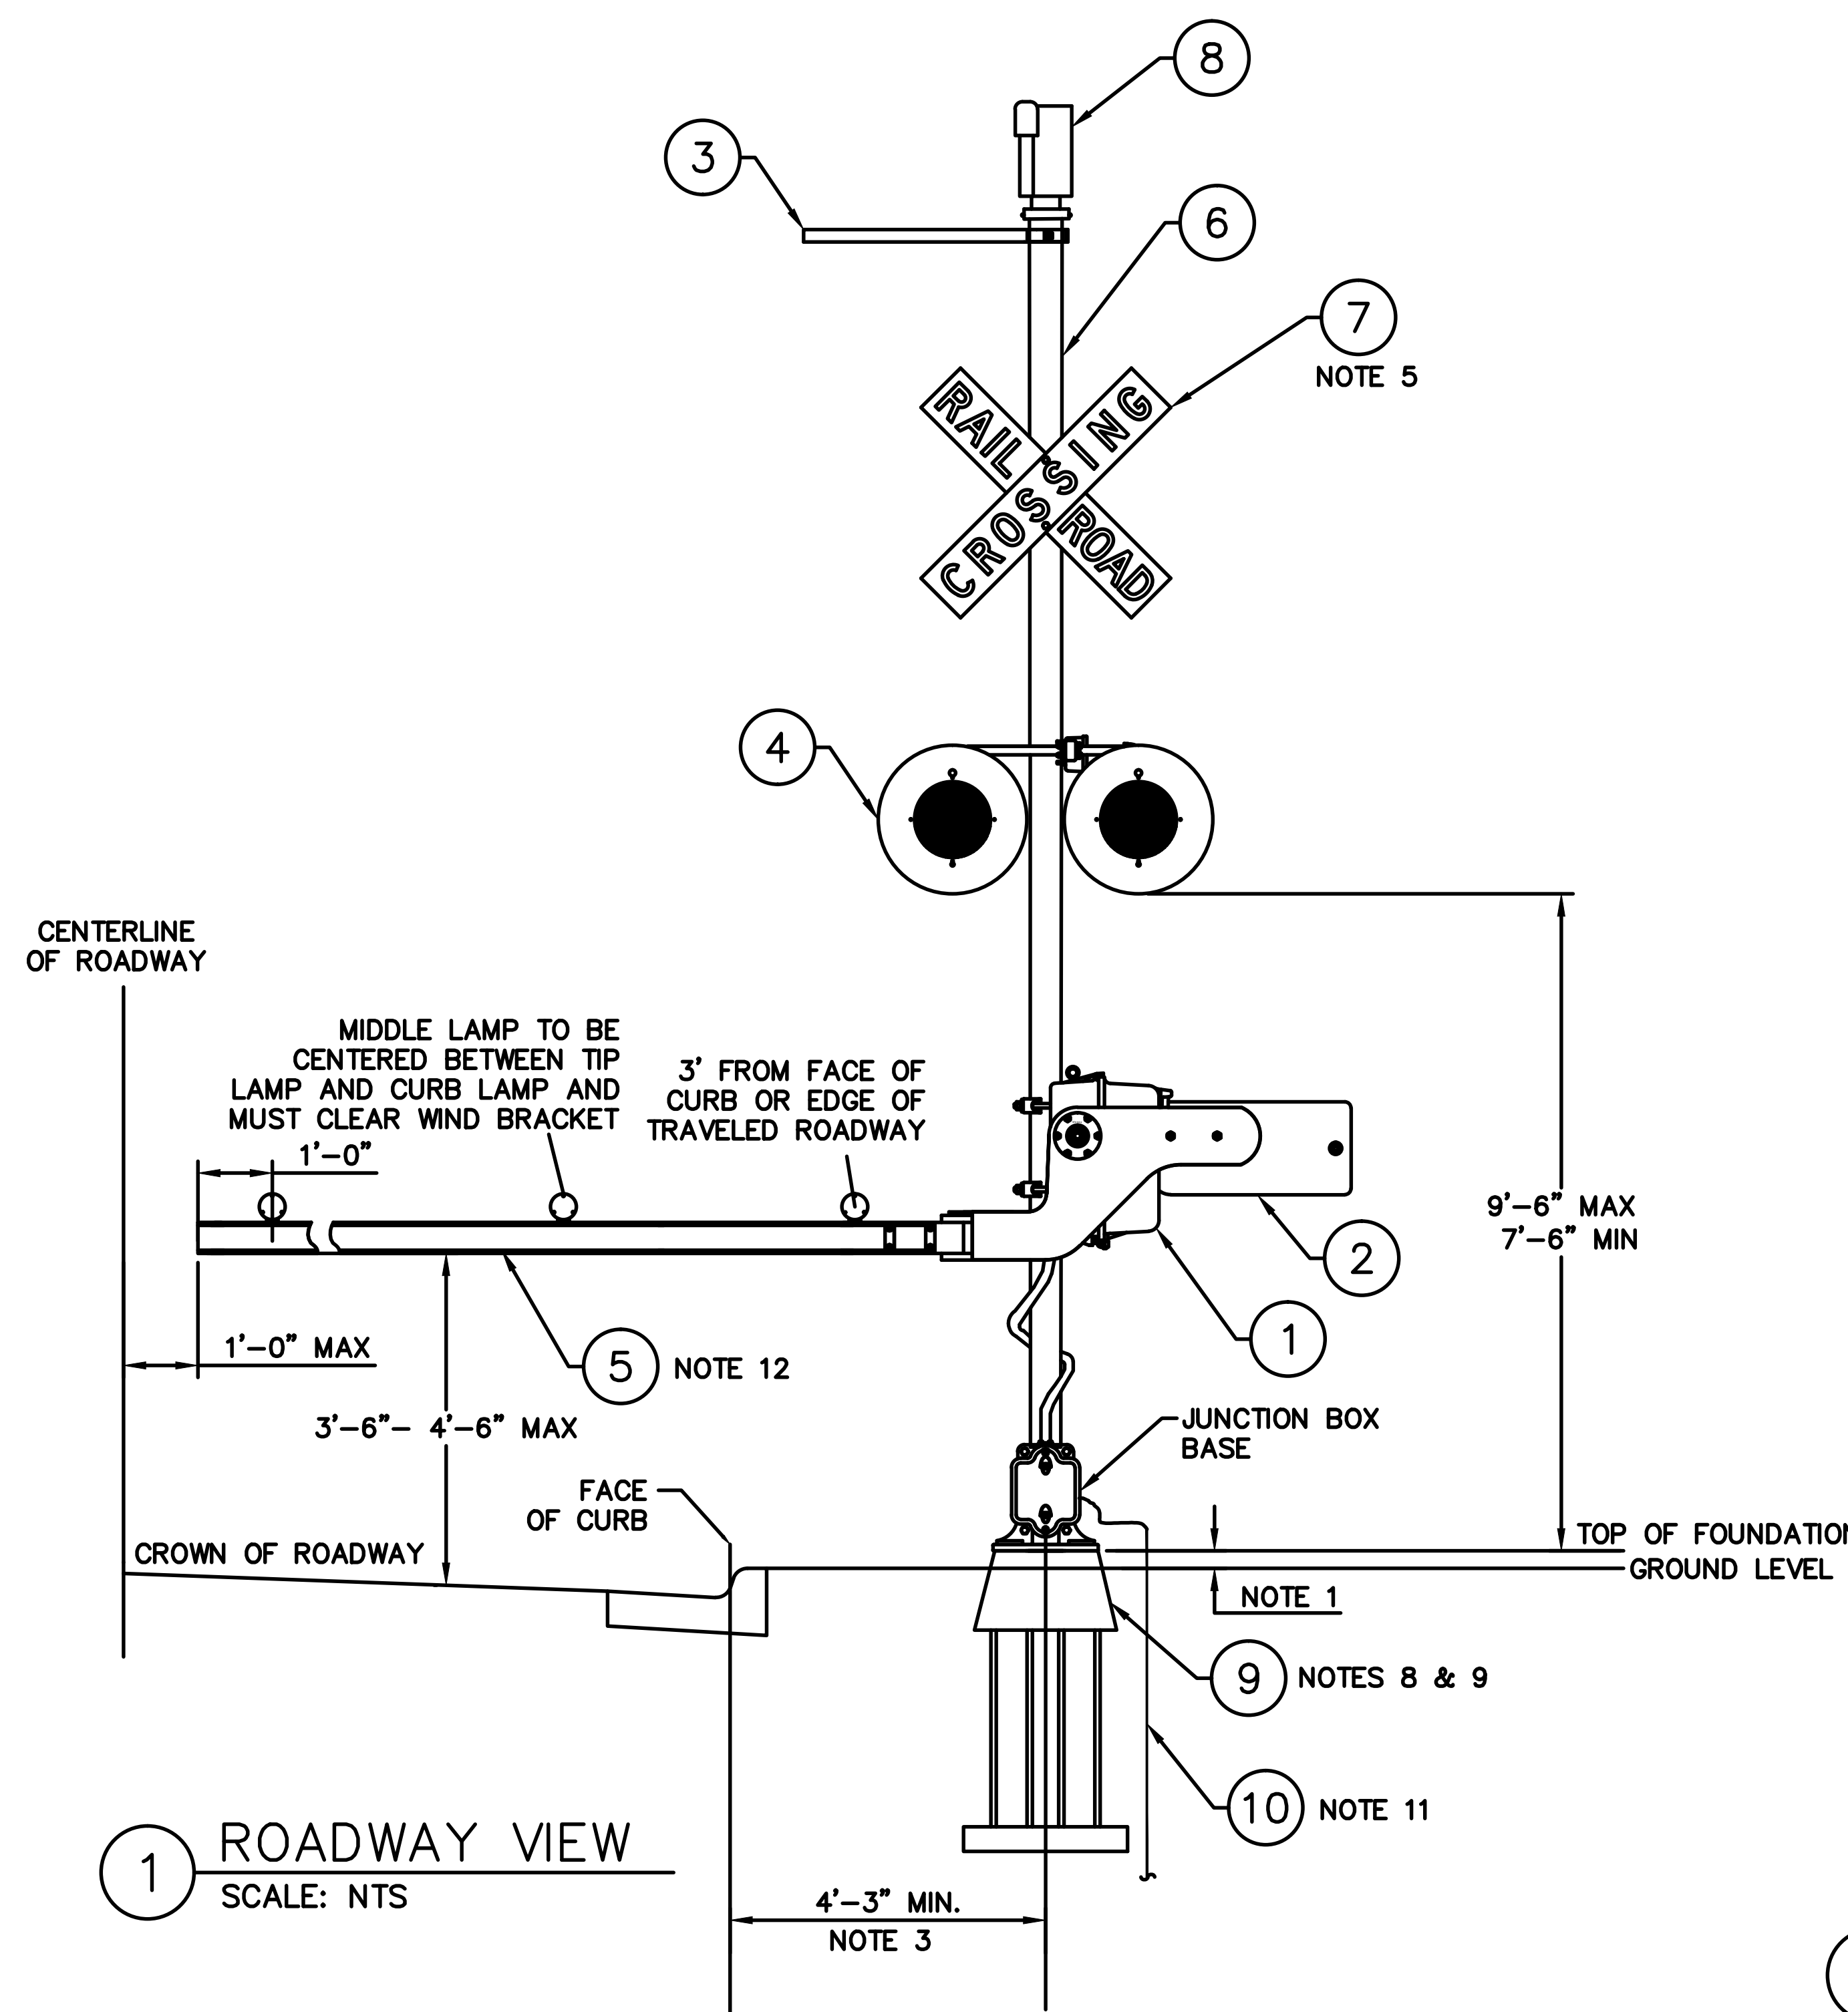 8
3
6
7
NOTE 5
RAIL
ROAD
CROSSING
4
CENTERLINE
OF ROADWAY
MIDDLE LAMP TO BE
CENTERED BETWEEN TIP
LAMP AND CURB LAMP AND
MUST CLEAR WIND BRACKET
3' FROM FACE OF
CURB OR EDGE OF
TRAVELED ROADWAY
1'-0"
9'-6" MAX
7'-6" MIN
2
1
1'-0" MAX
5
NOTE 12
3'-6"- 4'-6" MAX
JUNCTION BOX
BASE
FACE
OF CURB
CROWN OF ROADWAY
TOP OF FOUNDATION
GROUND LEVEL
NOTE 1
9
NOTES 8 & 9
10
NOTE 11
1
ROADWAY VIEW
SCALE: NTS
4'-3" MIN.
NOTE 3